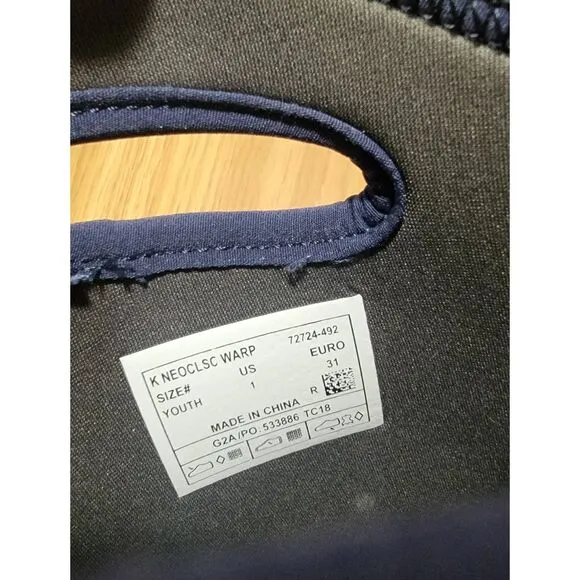 K NEOCLSC WARP 72724-492
SIZE# US EURO
YOUTH 1 31
R
MADE IN CHINA
G2A/PO: 533886 TC18